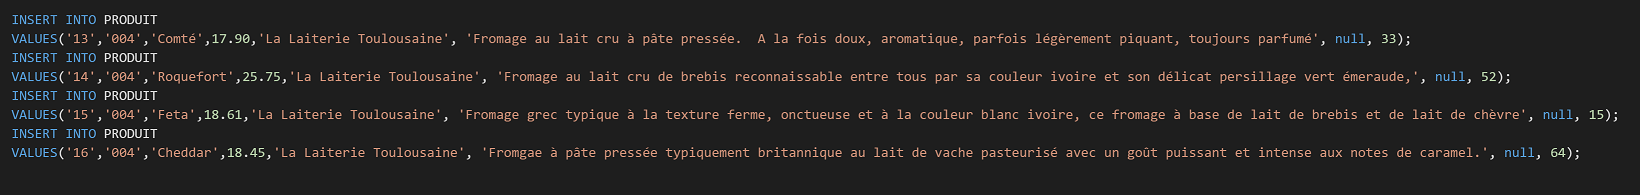 INSERT INTO PRODUIT
VALUES('13','004','Comté',17.90,'La Laiterie Toulousaine', 'Fromage au lait cru à pâte pressée.  A la fois doux, aromatique, parfois légèrement piquant, toujours parfumé', null, 33);
INSERT INTO PRODUIT
VALUES('14','004','Roquefort',25.75,'La Laiterie Toulousaine', 'Fromage au lait cru de brebis reconnaissable entre tous par sa couleur ivoire et son délicat persillage vert émeraude,', null, 52);
INSERT INTO PRODUIT
VALUES('15','004','Feta',18.61,'La Laiterie Toulousaine', 'Fromage grec typique à la texture ferme, onctueuse et à la couleur blanc ivoire, ce fromage à base de lait de brebis et de lait de chèvre', null, 15);
INSERT INTO PRODUIT
VALUES('16','004','Cheddar',18.45,'La Laiterie Toulousaine', 'Fromgae à pâte pressée typiquement britannique au lait de vache pasteurisé avec un goût puissant et intense aux notes de caramel.', null, 64);